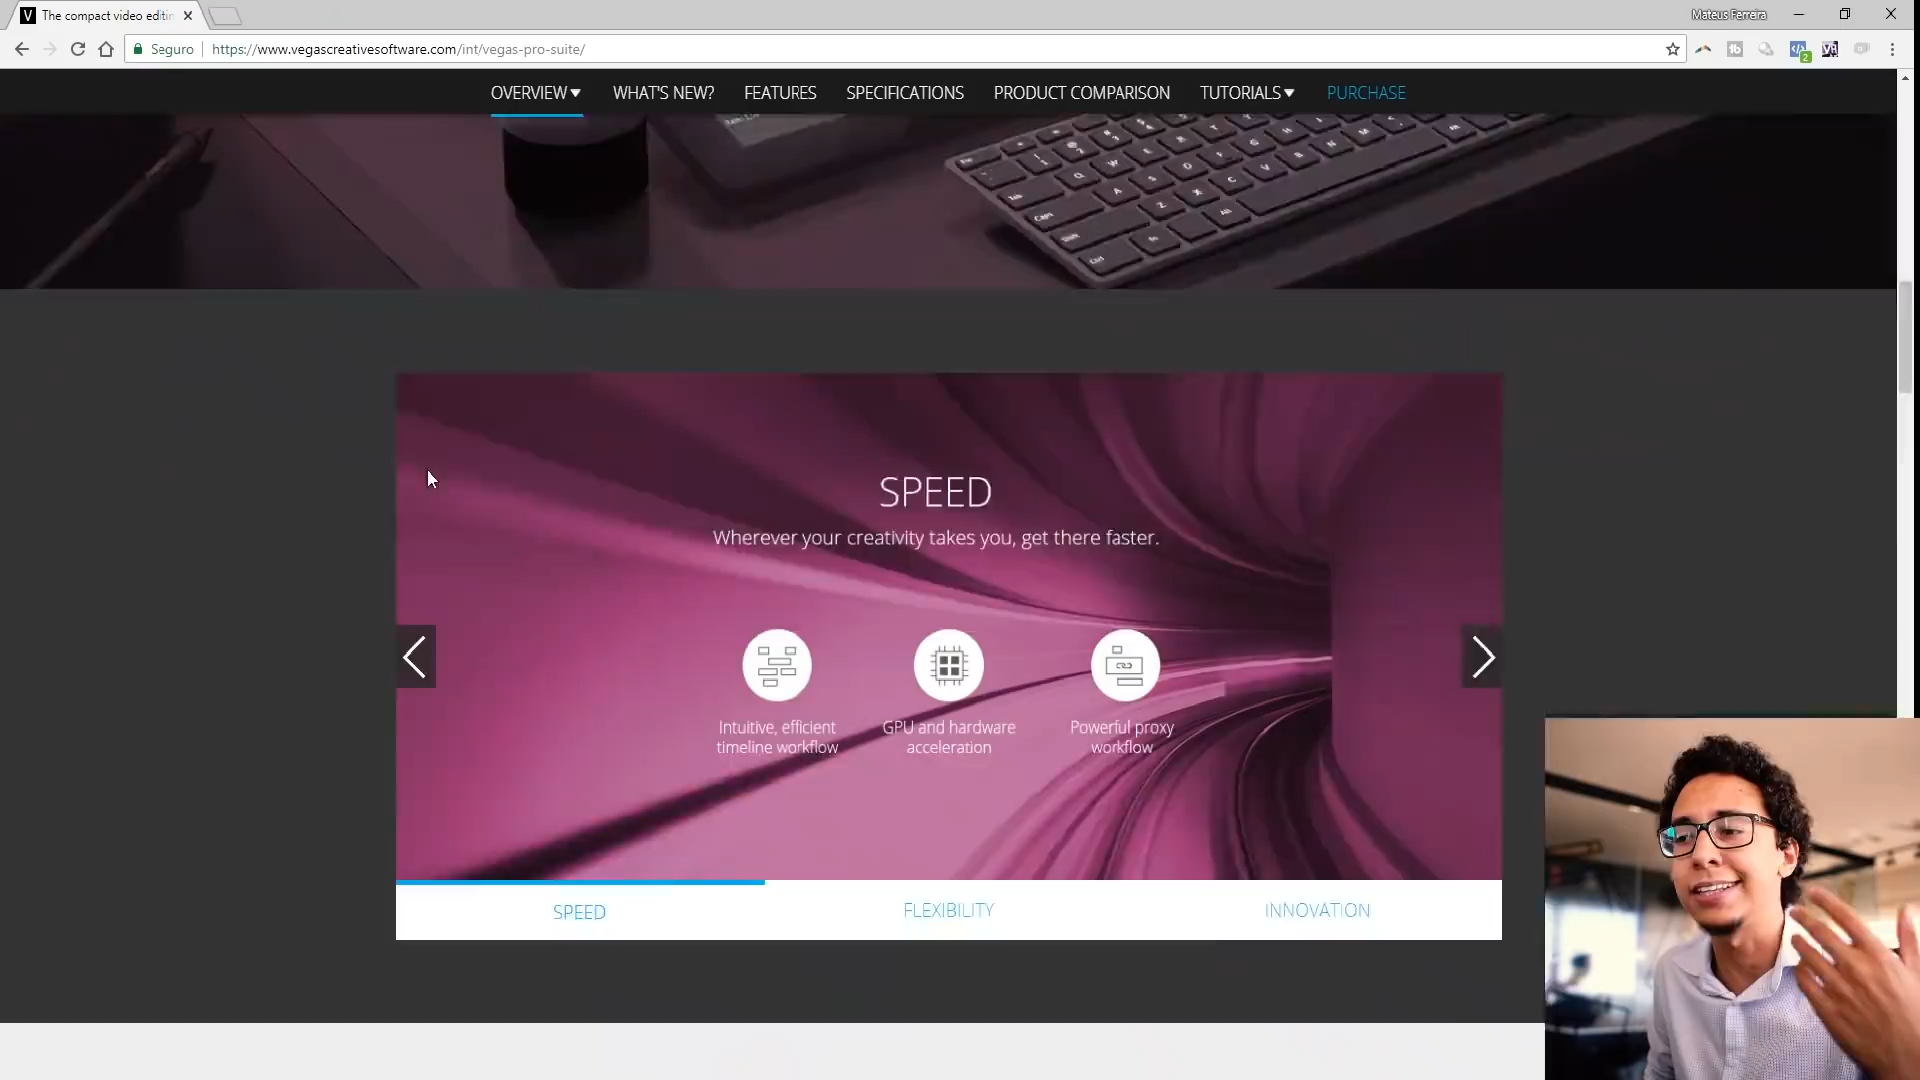 The compact video editin
Mateus Ferreira
Seguro
https://www.vegascreativesoftware.com/int/vegas-pro-suite/
2
OVERVIEW WHAT'S NEW? FEATURES SPECIFICATIONS PRODUCT COMPARISON TUTORIALS PURCHASE
SPEED
Wherever your creativity takes you, get there faster.
Intuitive, efficient
timeline workflow
GPU and hardware
acceleration
Powerful proxy
workflow
SPEED
FLEXIBILITY
INNOVATION